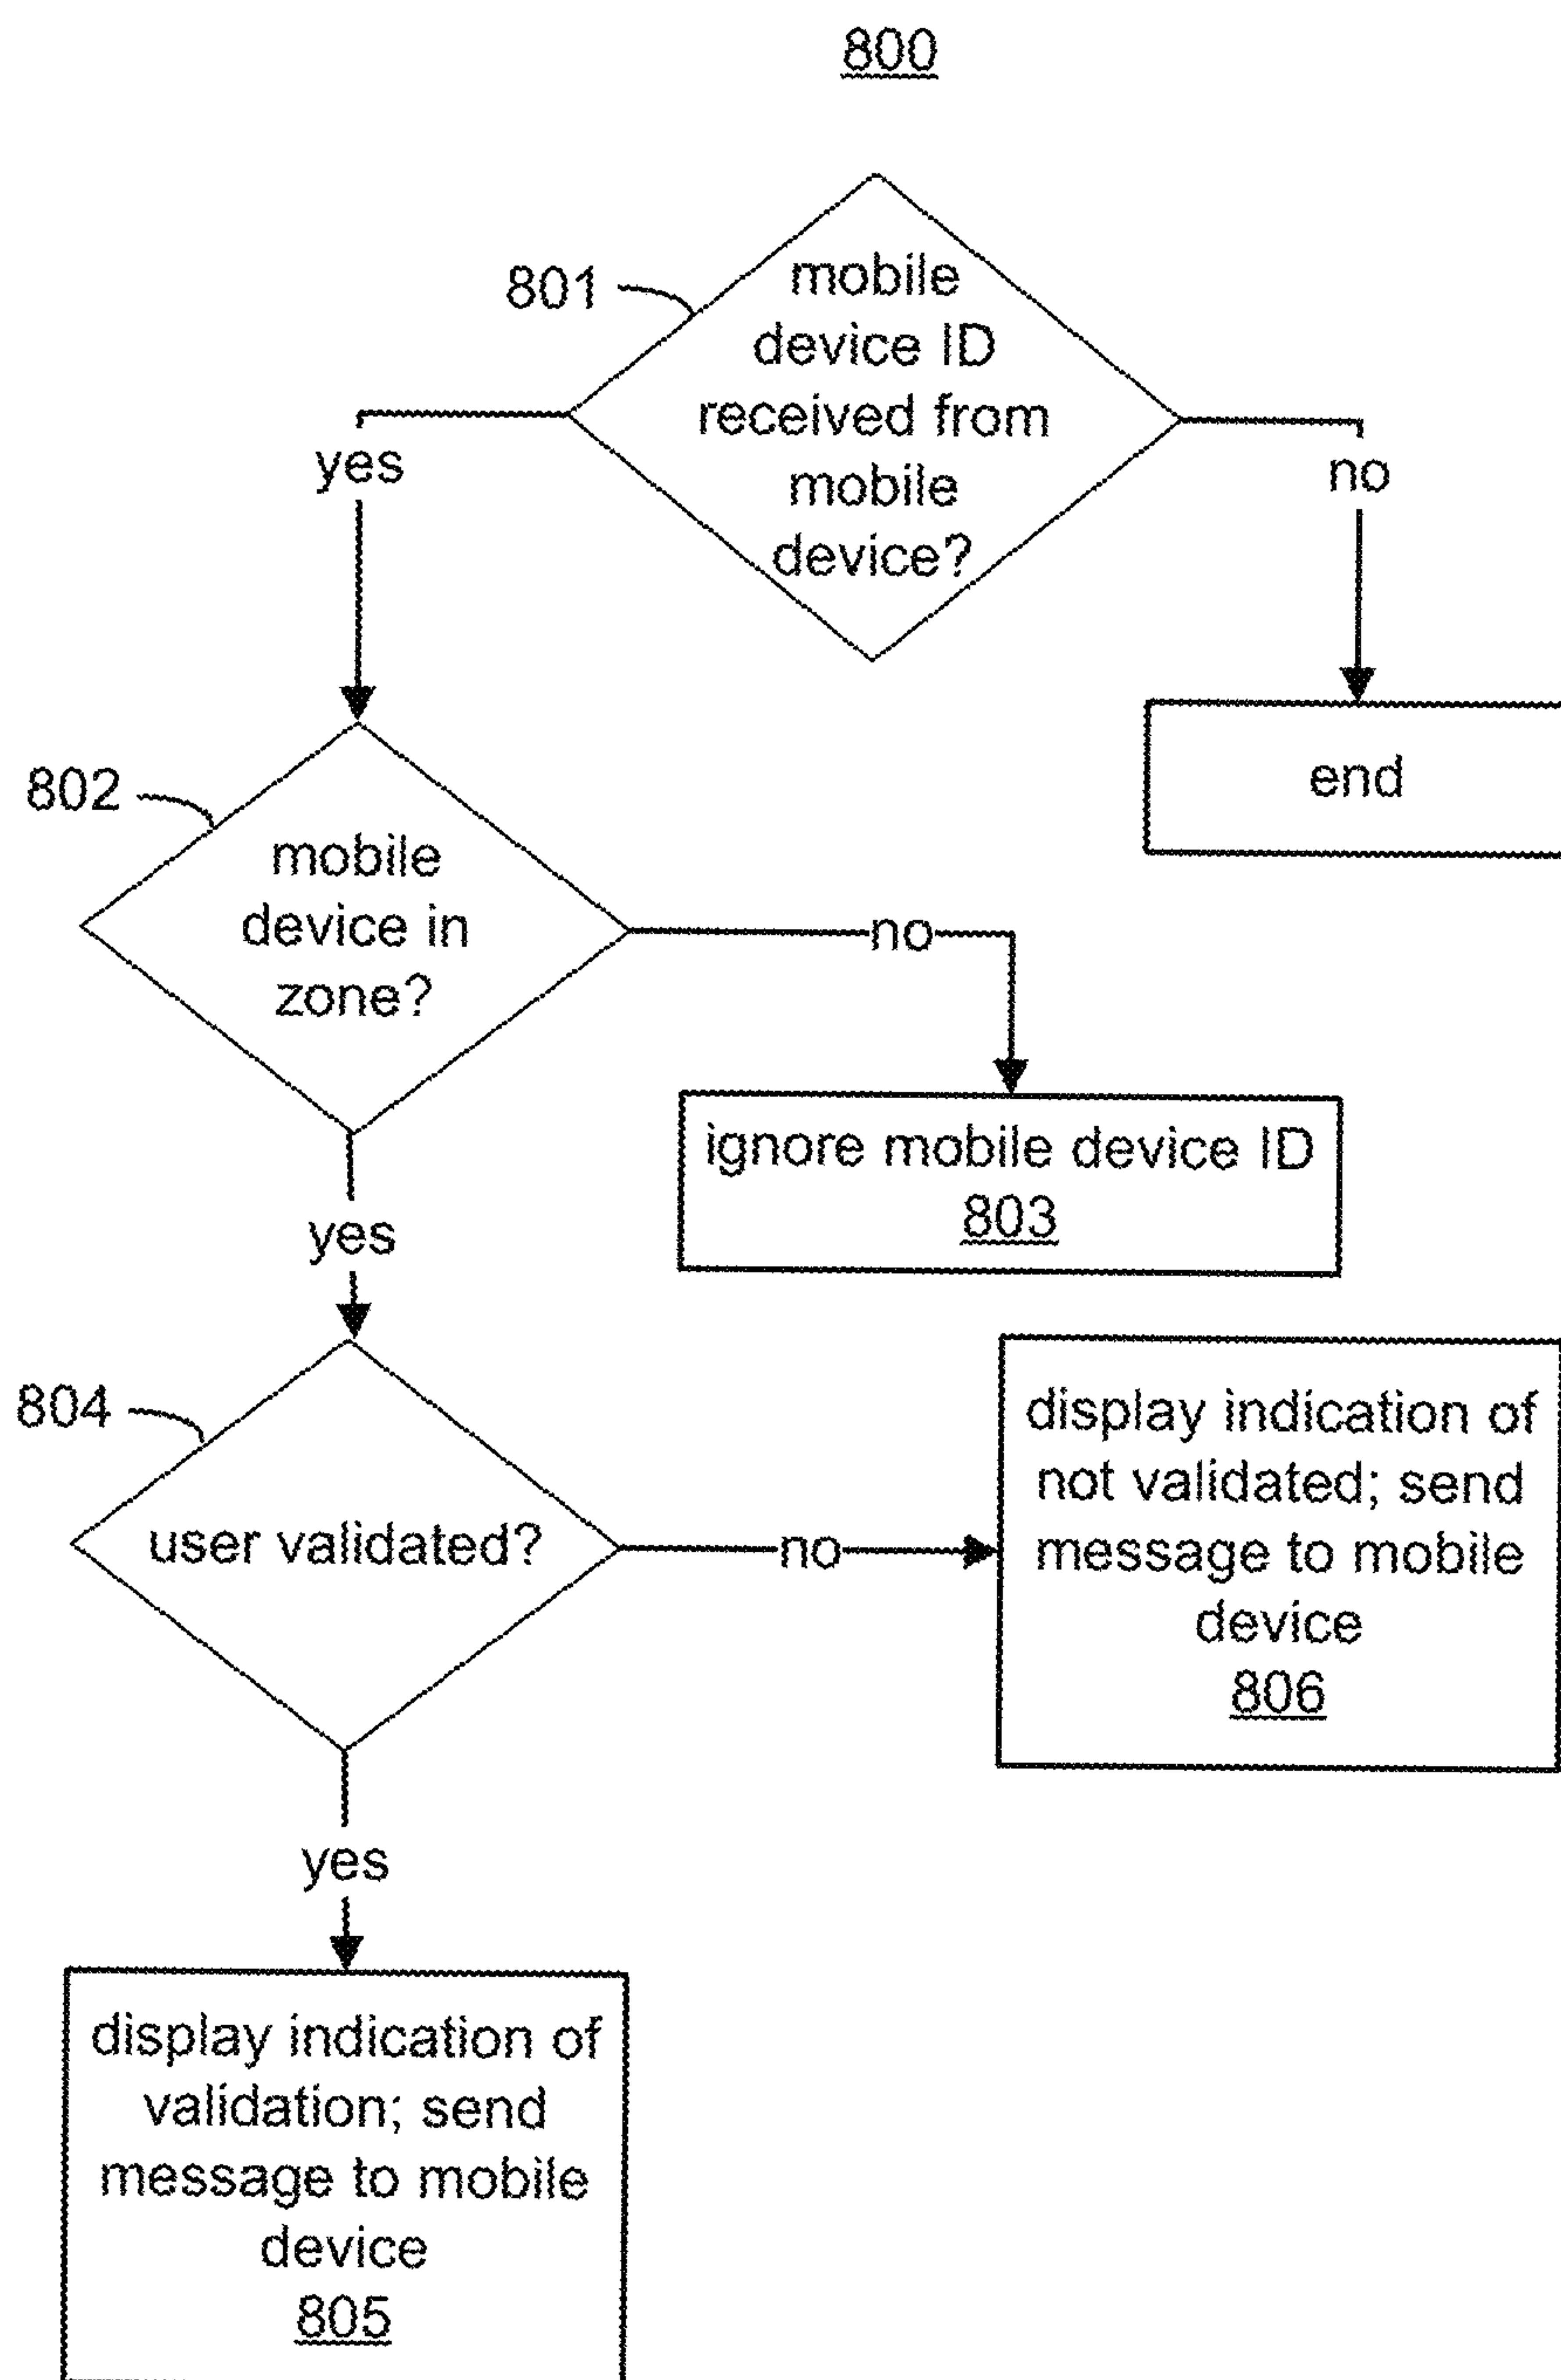 800
801
mobile
device ID
received from
mobile
device?
yes
no
end
802
mobile
device in
zone?
no
ignore mobile device ID
803
yes
804
user validated?
no
display indication of
not validated; send
message to mobile
device
806
yes
display indication of
validation; send
message to mobile
device
805